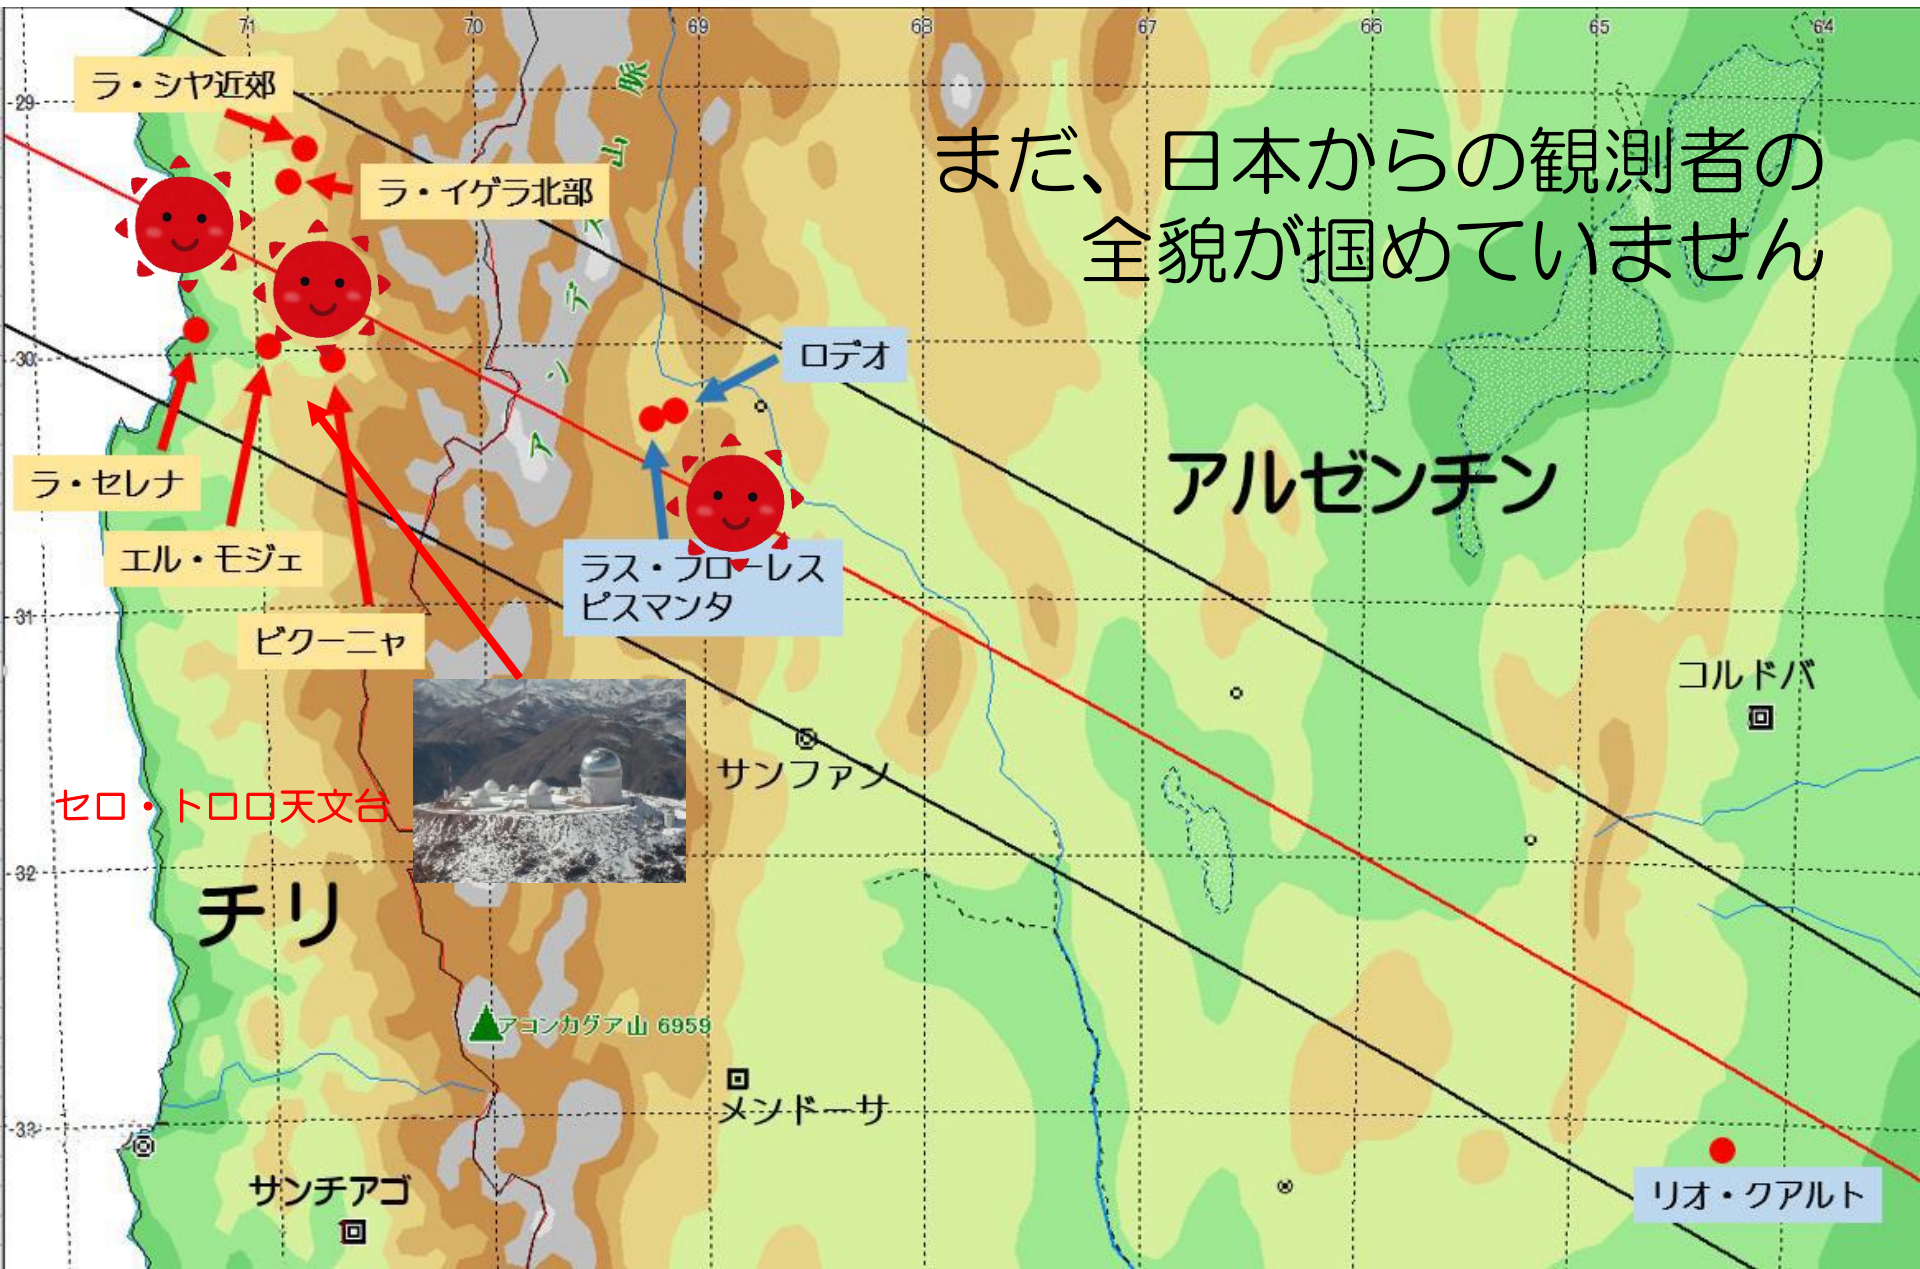 71
70
69
68
67
66
65
64
29
30
31
32
33
ラ・シヤ近郊
ラ・イゲラ北部
まだ、日本からの観測者の
全貌が掴めていません
アンデス山脈
ロデオ
アルゼンチン
ラ・セレナ
エル・モジェ
ラス・フローレス
ピスマンタ
ビクーニャ
コルドバ
サンファン
セロ・トロロ天文台
チリ
アコンカグア山 6959
メンドーサ
サンチアゴ
リオ・クアルト